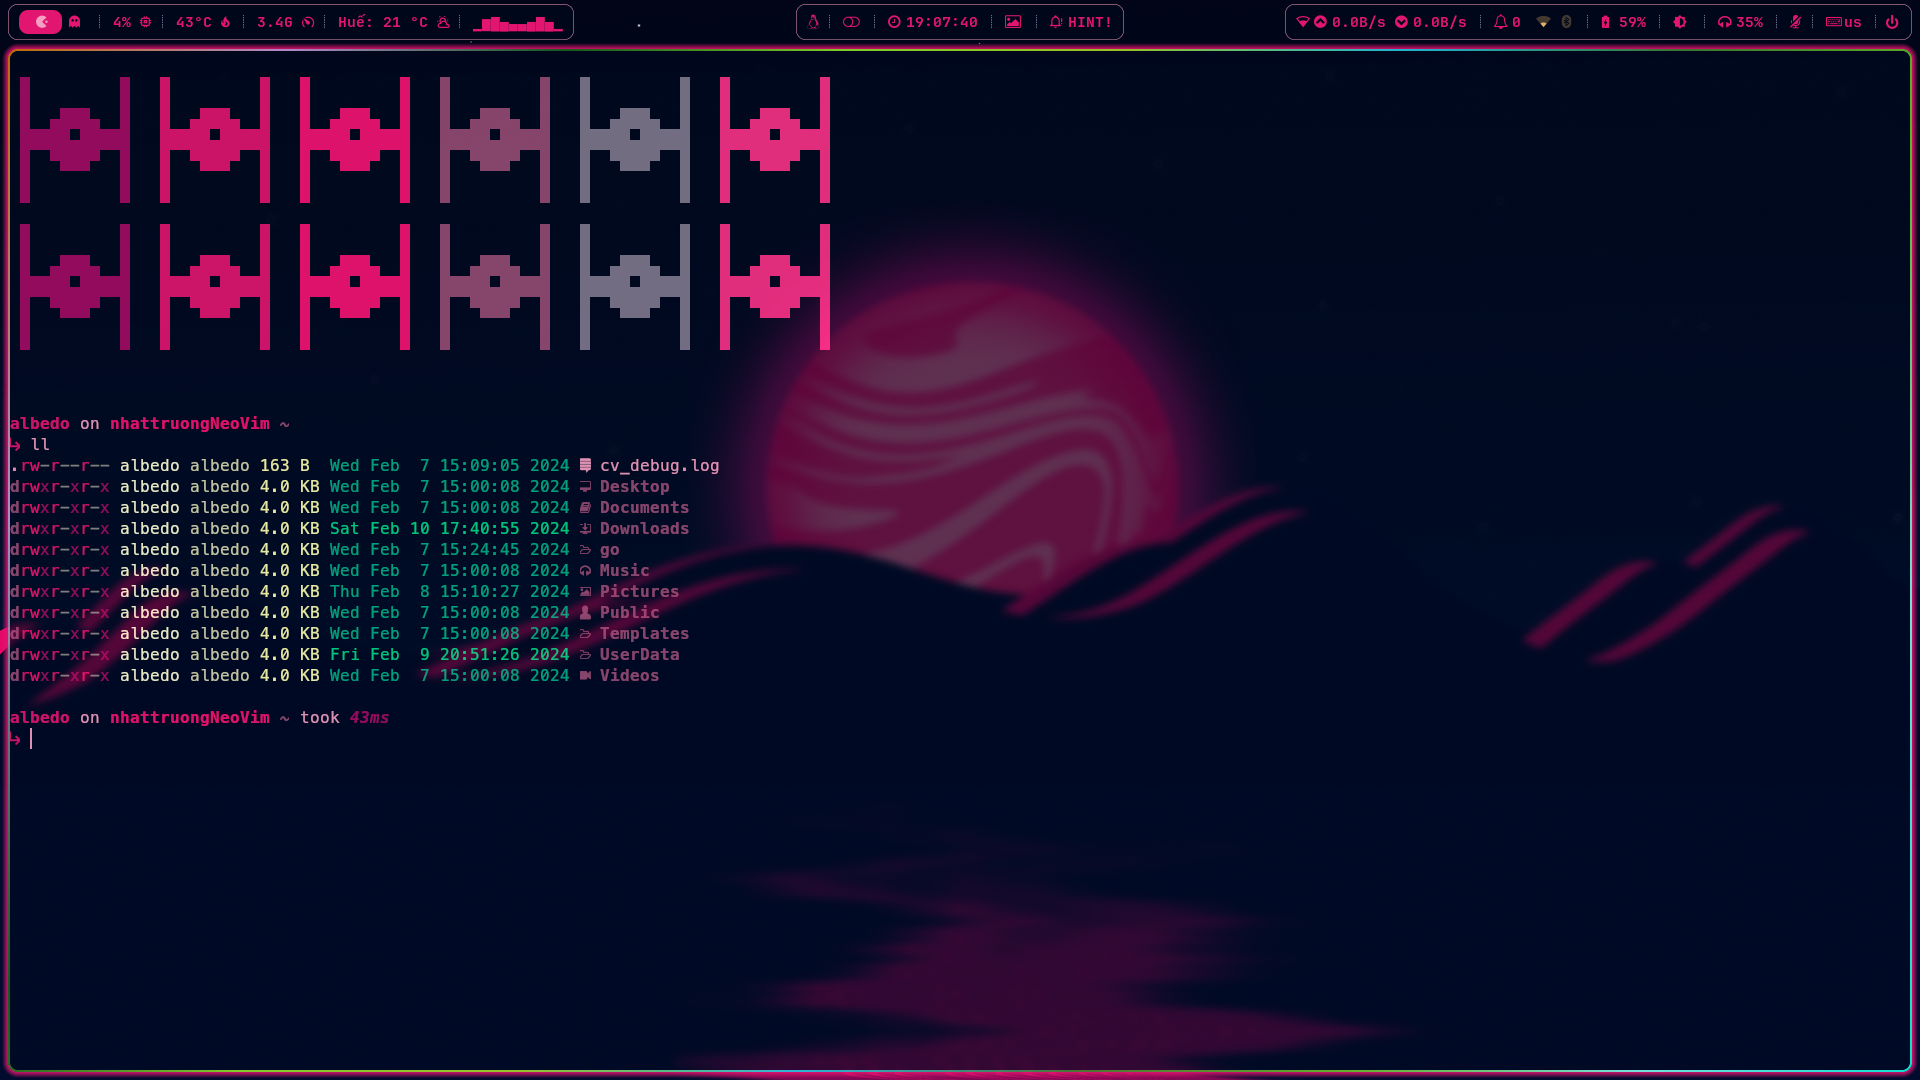 4% 43°C 3.4G Huế: 21 °C 19:07:40 HINT! 0.0B/s 0.0B/s 0 59% 35% us
albedo on nhattruongNeoVim ~
ll
.rw-r--r-- albedo albedo 163 B Wed Feb 7 15:09:05 2024 cv_debug.log
drwxr-xr-x albedo albedo 4.0 KB Wed Feb 7 15:00:08 2024 Desktop
drwxr-xr-x albedo albedo 4.0 KB Wed Feb 7 15:00:08 2024 Documents
drwxr-xr-x albedo albedo 4.0 KB Sat Feb 10 17:40:55 2024 Downloads
drwxr-xr-x albedo albedo 4.0 KB Wed Feb 7 15:24:45 2024 go
drwxr-xr-x albedo albedo 4.0 KB Wed Feb 7 15:00:08 2024 Music
drwxr-xr-x albedo albedo 4.0 KB Thu Feb 8 15:10:27 2024 Pictures
drwxr-xr-x albedo albedo 4.0 KB Wed Feb 7 15:00:08 2024 Public
drwxr-xr-x albedo albedo 4.0 KB Wed Feb 7 15:00:08 2024 Templates
drwxr-xr-x albedo albedo 4.0 KB Fri Feb 9 20:51:26 2024 UserData
drwxr-xr-x albedo albedo 4.0 KB Wed Feb 7 15:00:08 2024 Videos
albedo on nhattruongNeoVim ~ took 43ms